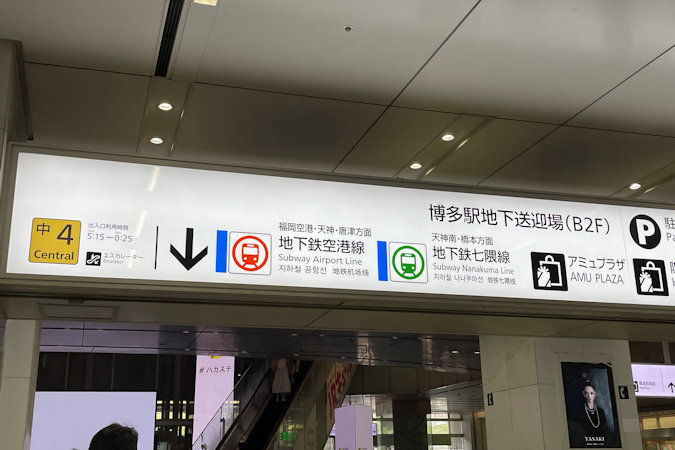 博多駅地下送迎場(B2F)
中4
Central
出入口利用時間
5:15―0:25
エスカレーター
Escalator
福岡空港・天神・唐津方面
地下鉄空港線
Subway Airport Line
지하철 공항선 地铁机场线
天神南・橋本方面
地下鉄七隈線
Subway Nanakuma Line
지하철 나나쿠마선 地铁七隈线
アミュプラザ
AMU PLAZA
P
#ハカステ
TASAKI